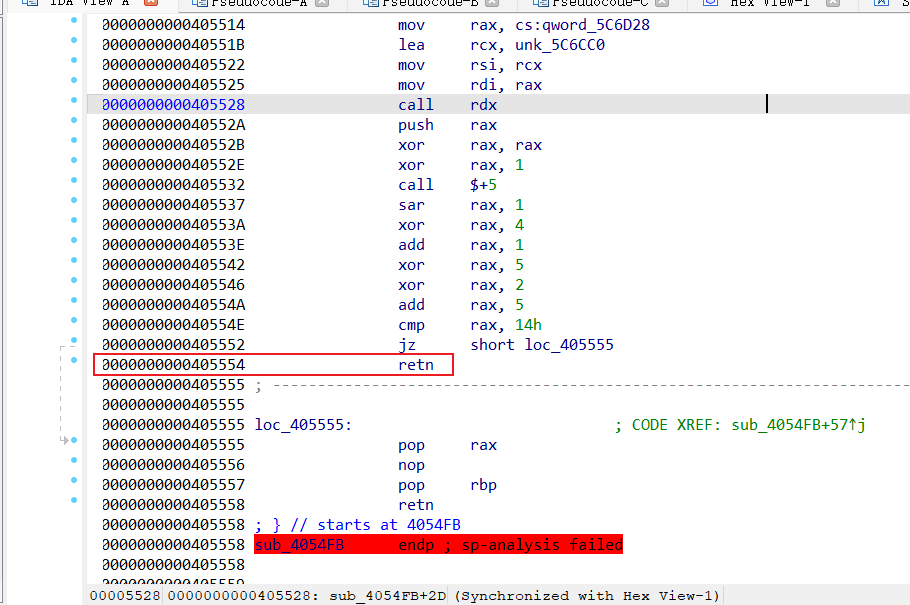 IDA View-A Pseudocode-A Pseudocode-B Pseudocode-C Hex View-1
0000000000405514 mov rax, cs:qword_5C6D28
000000000040551B lea rcx, unk_5C6CC0
0000000000405522 mov rsi, rcx
0000000000405525 mov rdi, rax
0000000000405528 call rdx
000000000040552A push rax
000000000040552B xor rax, rax
000000000040552E xor rax, 1
0000000000405532 call $+5
0000000000405537 sar rax, 1
000000000040553A xor rax, 4
000000000040553E add rax, 1
0000000000405542 xor rax, 5
0000000000405546 xor rax, 2
000000000040554A add rax, 5
000000000040554E cmp rax, 14h
0000000000405552 jz short loc_405555
0000000000405554 retn
0000000000405555 ; ---------------------------------------------------------------------------
0000000000405555
0000000000405555 loc_405555: ; CODE XREF: sub_4054FB+57↑j
0000000000405555 pop rax
0000000000405556 nop
0000000000405557 pop rbp
0000000000405558 retn
0000000000405558 ; } // starts at 4054FB
0000000000405558 sub_4054FB endp ; sp-analysis failed
0000000000405558
0000000000405559
00005528 0000000000405528: sub_4054FB+2D (Synchronized with Hex View-1)